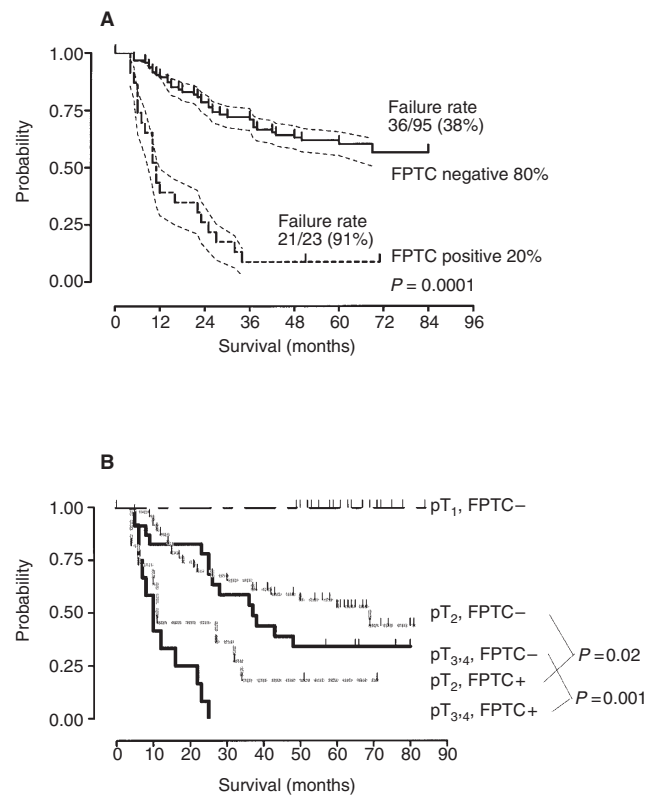 A
1.00
0.75
0.50
0.25
0.00
Probability
Failure rate
36/95 (38%)
FPTC negative 80%
Failure rate
21/23 (91%)
FPTC positive 20%
P = 0.0001
0 12 24 36 48 60 72 84 96
Survival (months)
B
1.00
0.75
0.50
0.25
0.00
Probability
pT1, FPTC−
pT2, FPTC−
pT3,4, FPTC−
pT2, FPTC+
pT3,4, FPTC+
P = 0.02
P = 0.001
0 10 20 30 40 50 60 70 80 90
Survival (months)